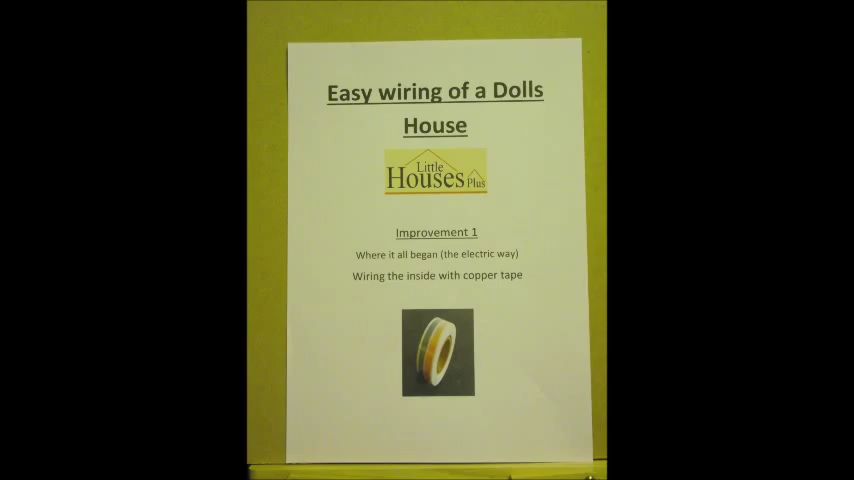 Easy wiring of a Dolls
House
Little
Houses Plus
Improvement 1
Where it all began (the electric way)
Wiring the inside with copper tape